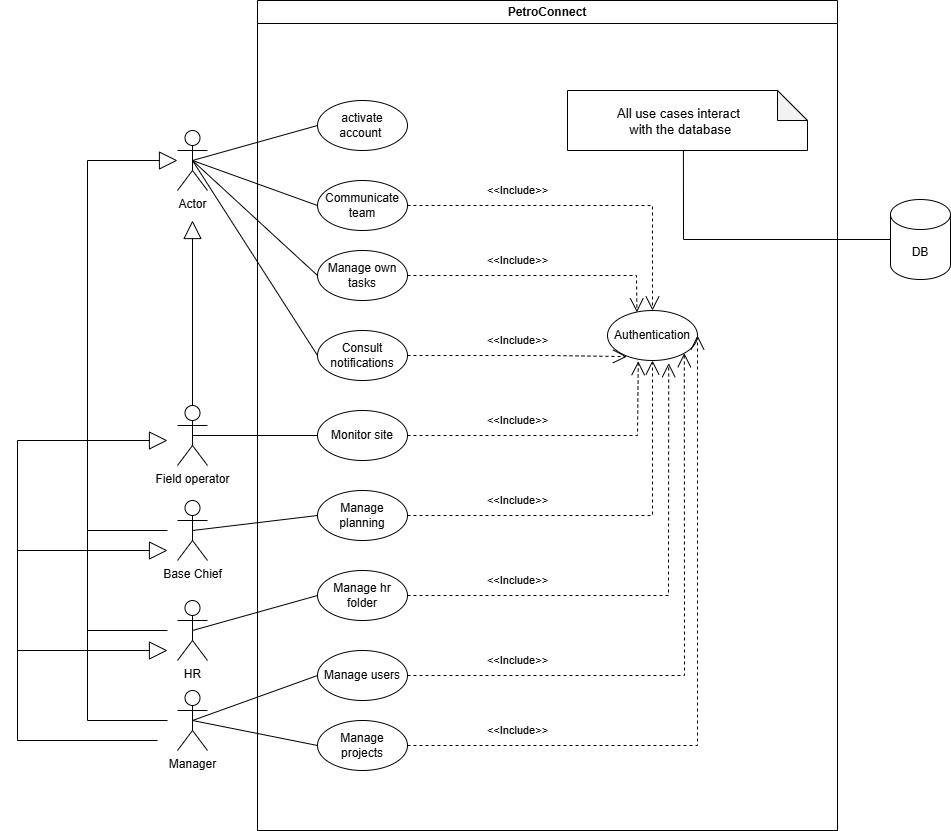 PetroConnect
All use cases interact
with the database
activate
account
Actor
Communicate
team
<<Include>>
DB
Manage own
tasks
<<Include>>
Authentication
Consult
notifications
<<Include>>
Monitor site
<<Include>>
Field operator
Manage
planning
<<Include>>
Base Chief
Manage hr
folder
<<Include>>
HR
Manage users
<<Include>>
Manage
projects
<<Include>>
Manager